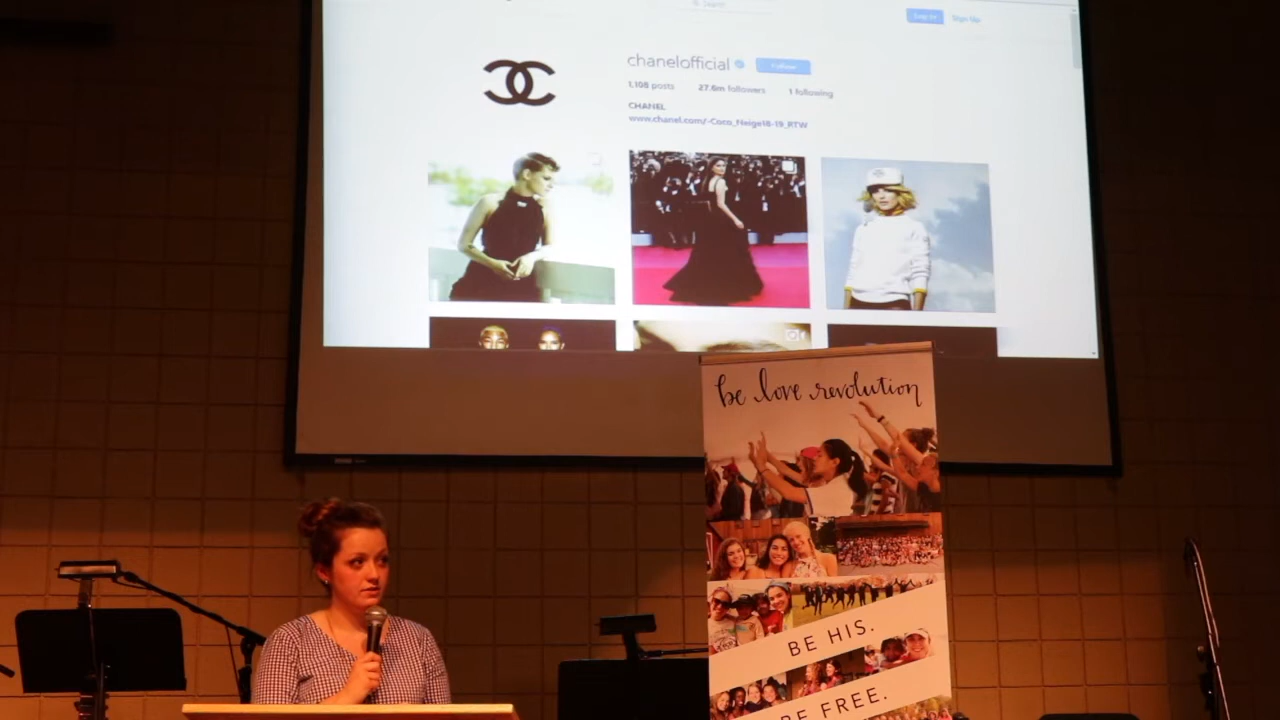 Search
Sign Up
chanelofficial
Follow
1,108 posts 27.6m followers 1 following
CHANEL
www.chanel.com/-Coco_Neige18-19_RTW
be love revolution
BE HIS.
BE FREE.